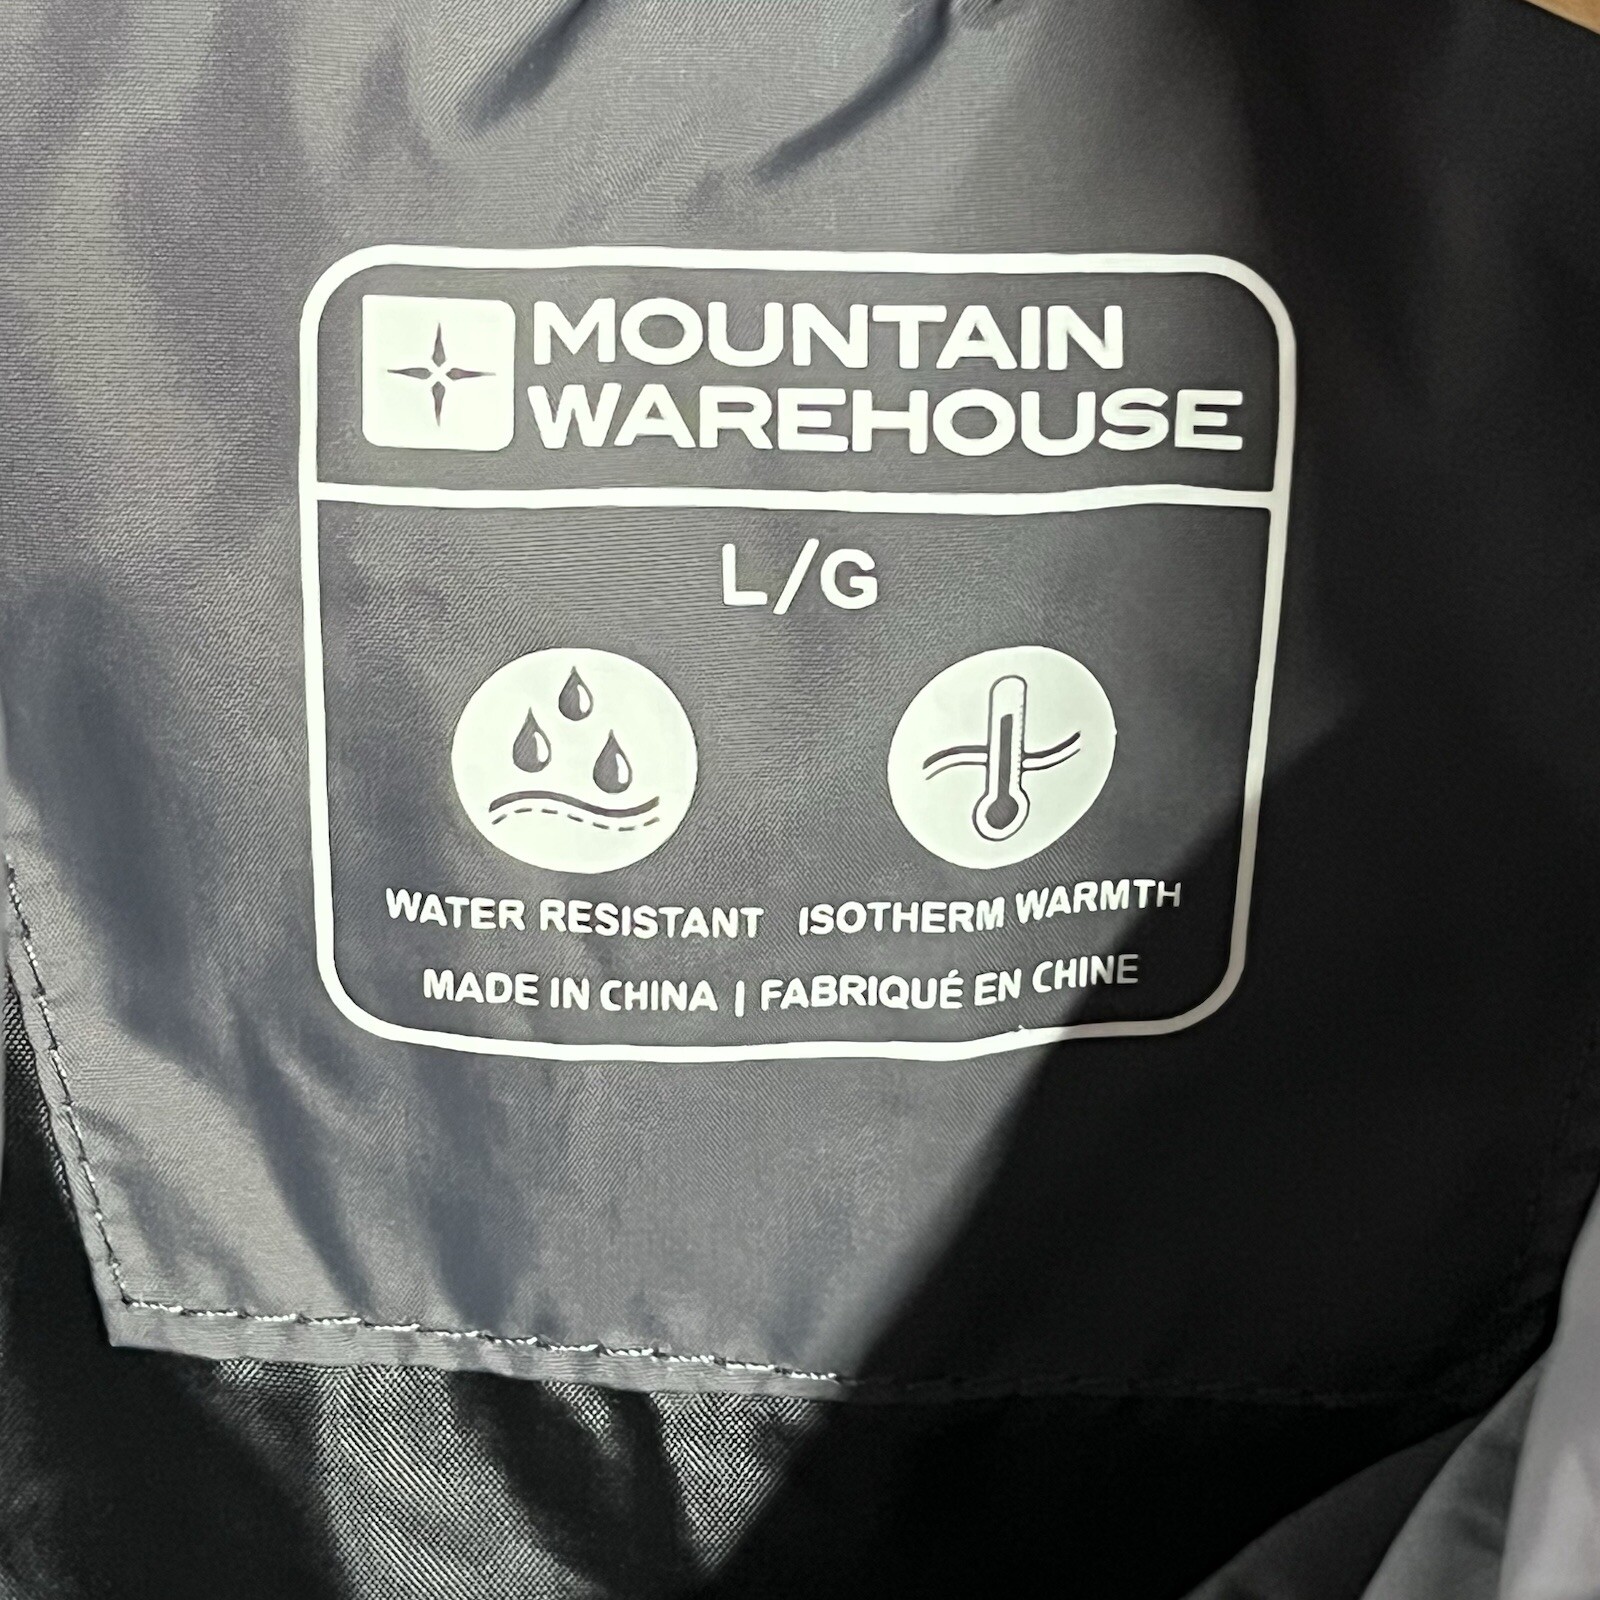 MOUNTAIN
WAREHOUSE
L/G
WATER RESISTANT ISOTHERM WARMTH
MADE IN CHINA | FABRIQUÉ EN CHINE